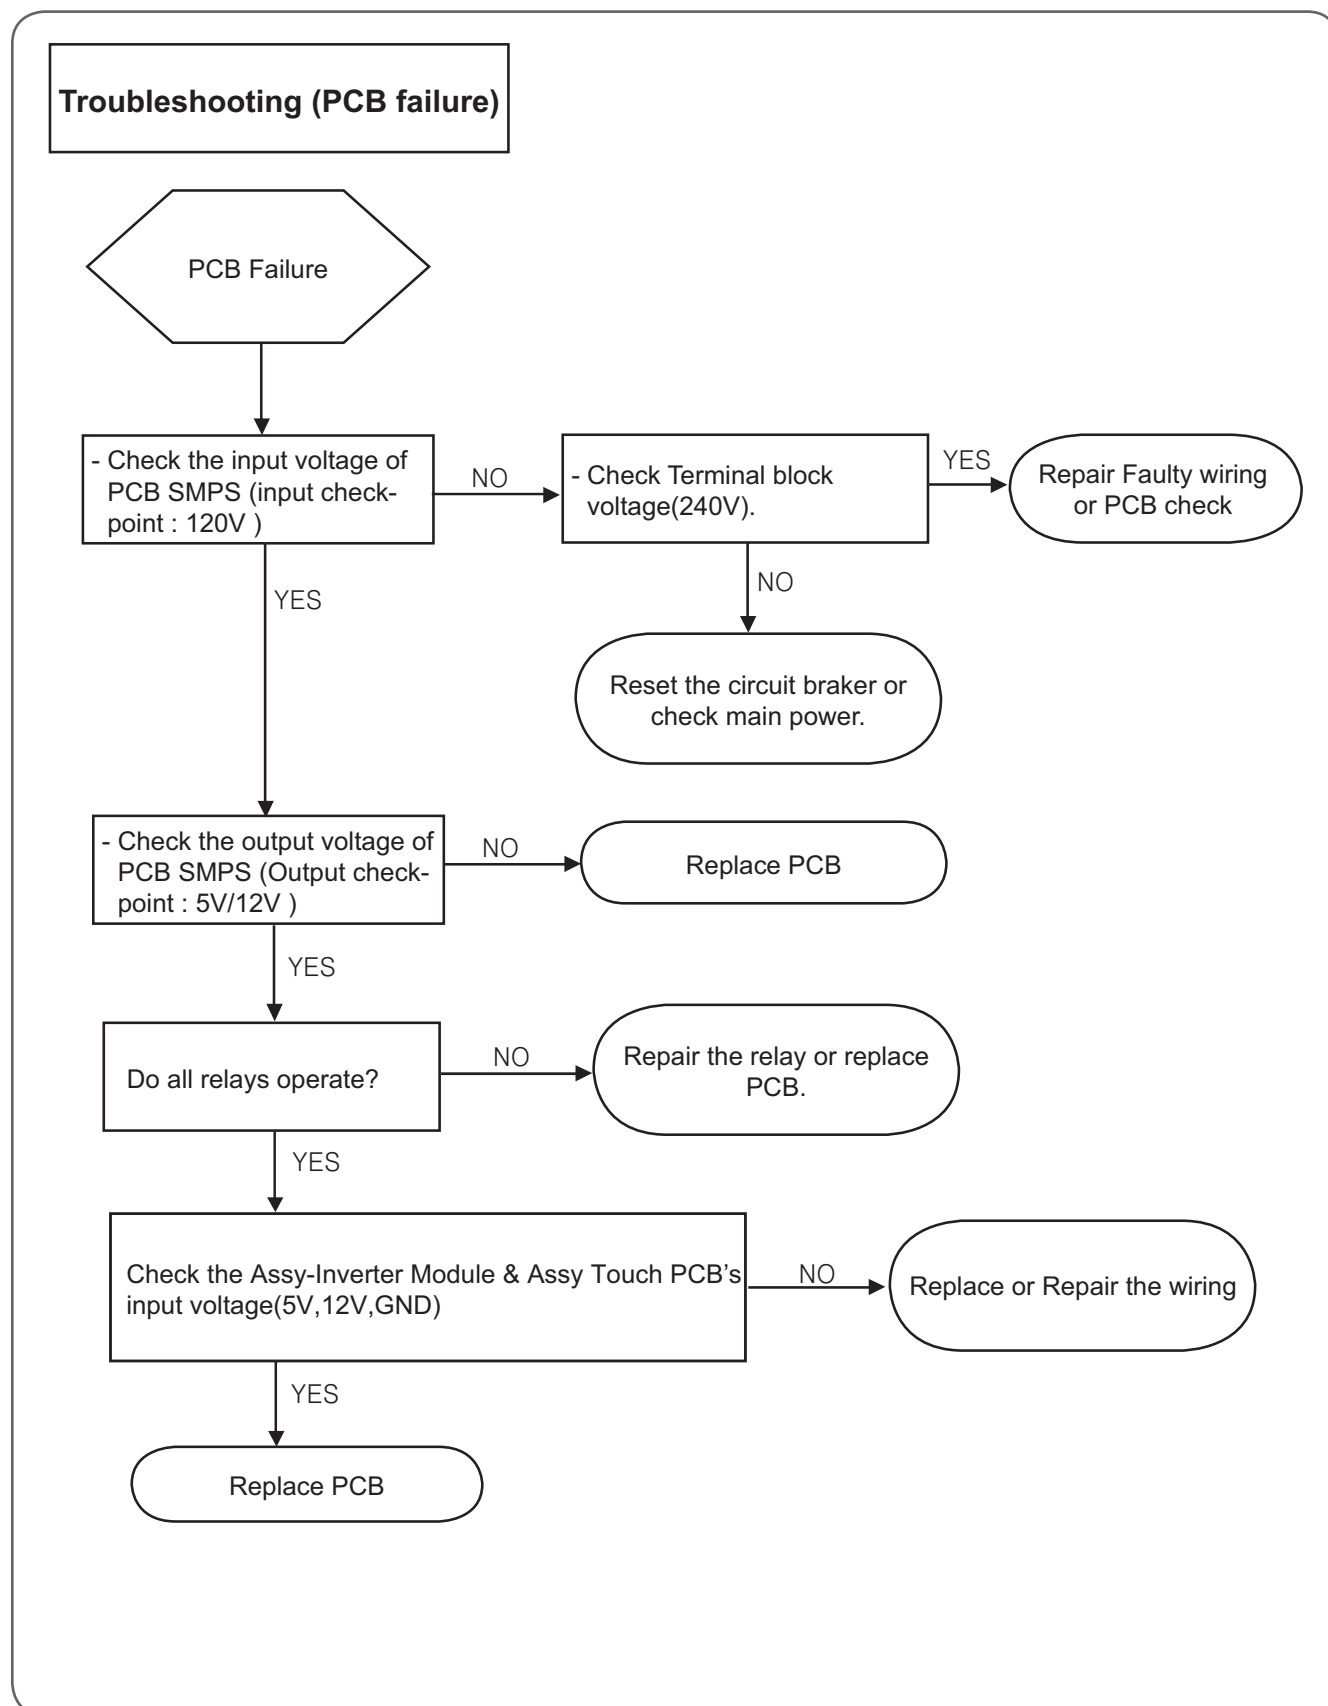 Troubleshooting (PCB failure)
PCB Failure
- Check the input voltage of
PCB SMPS (input check-
point : 120V )
NO
- Check Terminal block
voltage(240V).
YES
Repair Faulty wiring
or PCB check
NO
Reset the circuit braker or
check main power.
YES
- Check the output voltage of
PCB SMPS (Output check-
point : 5V/12V )
NO
Replace PCB
YES
Do all relays operate?
NO
Repair the relay or replace
PCB.
YES
Check the Assy-Inverter Module & Assy Touch PCB’s
input voltage(5V,12V,GND)
NO
Replace or Repair the wiring
YES
Replace PCB